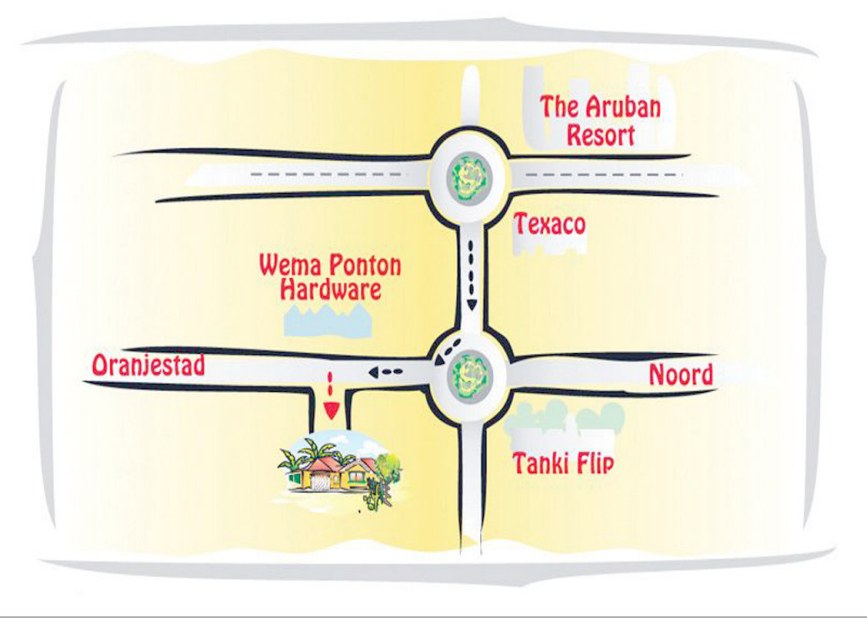 The Aruban
Resort
Texaco
Wema Ponton
Hardware
Oranjestad
Noord
Tanki Flip